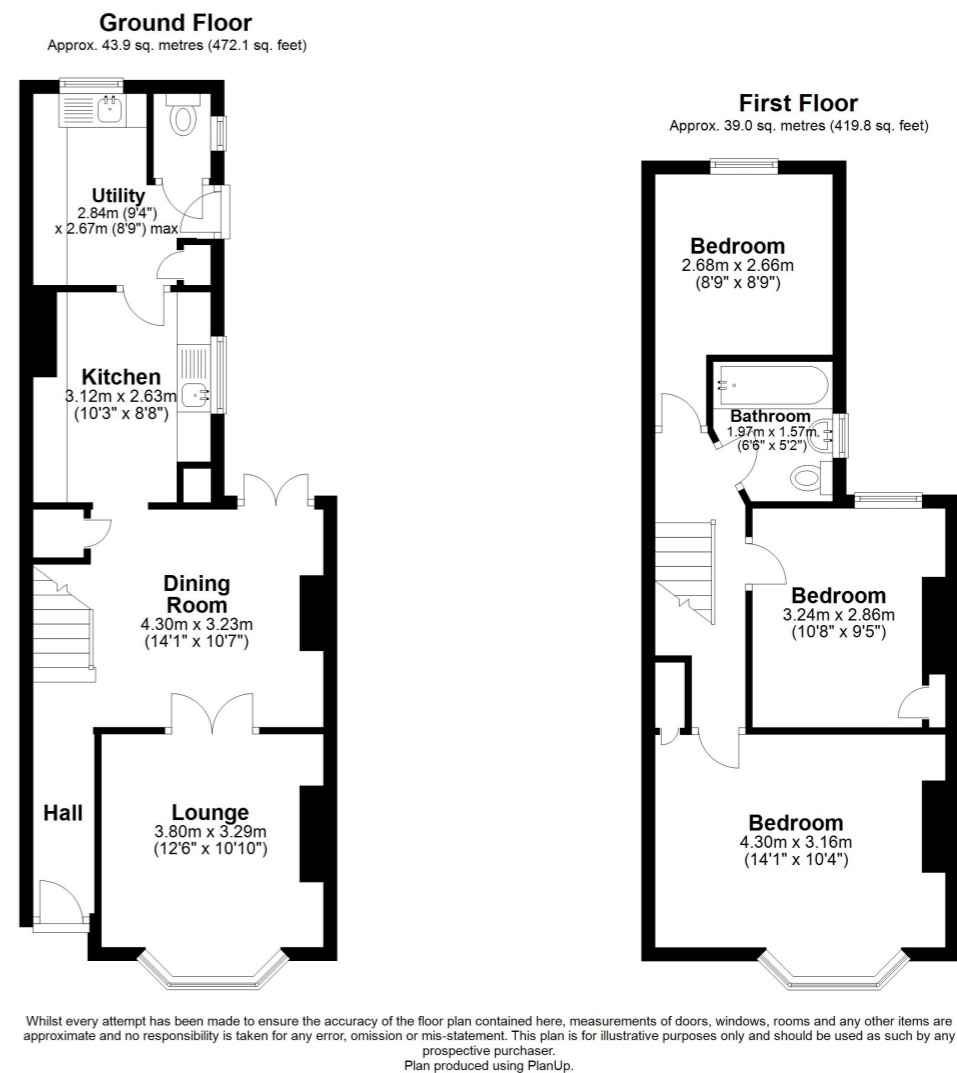 Ground Floor
Approx. 43.9 sq. metres (472.1 sq. feet)
Utility
2.84m (9'4")
x 2.67m (8'9") max
Kitchen
3.12m x 2.63m
(10'3" x 8'8")
Dining
Room
4.30m x 3.23m
(14'1" x 10'7")
Hall
Lounge
3.80m x 3.29m
(12'6" x 10'10")
First Floor
Approx. 39.0 sq. metres (419.8 sq. feet)
Bedroom
2.68m x 2.66m
(8'9" x 8'9")
Bathroom
1.97m x 1.57m
(6'6" x 5'2")
Bedroom
3.24m x 2.86m
(10'8" x 9'5")
Bedroom
4.30m x 3.16m
(14'1" x 10'4")
Whilst every attempt has been made to ensure the accuracy of the floor plan contained here, measurements of doors, windows, rooms and any other items are
approximate and no responsibility is taken for any error, omission or mis-statement. This plan is for illustrative purposes only and should be used as such by any
prospective purchaser.
Plan produced using PlanUp.